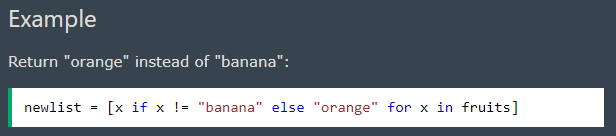 Example
Return "orange" instead of "banana":
newlist = [x if x != "banana" else "orange" for x in fruits]